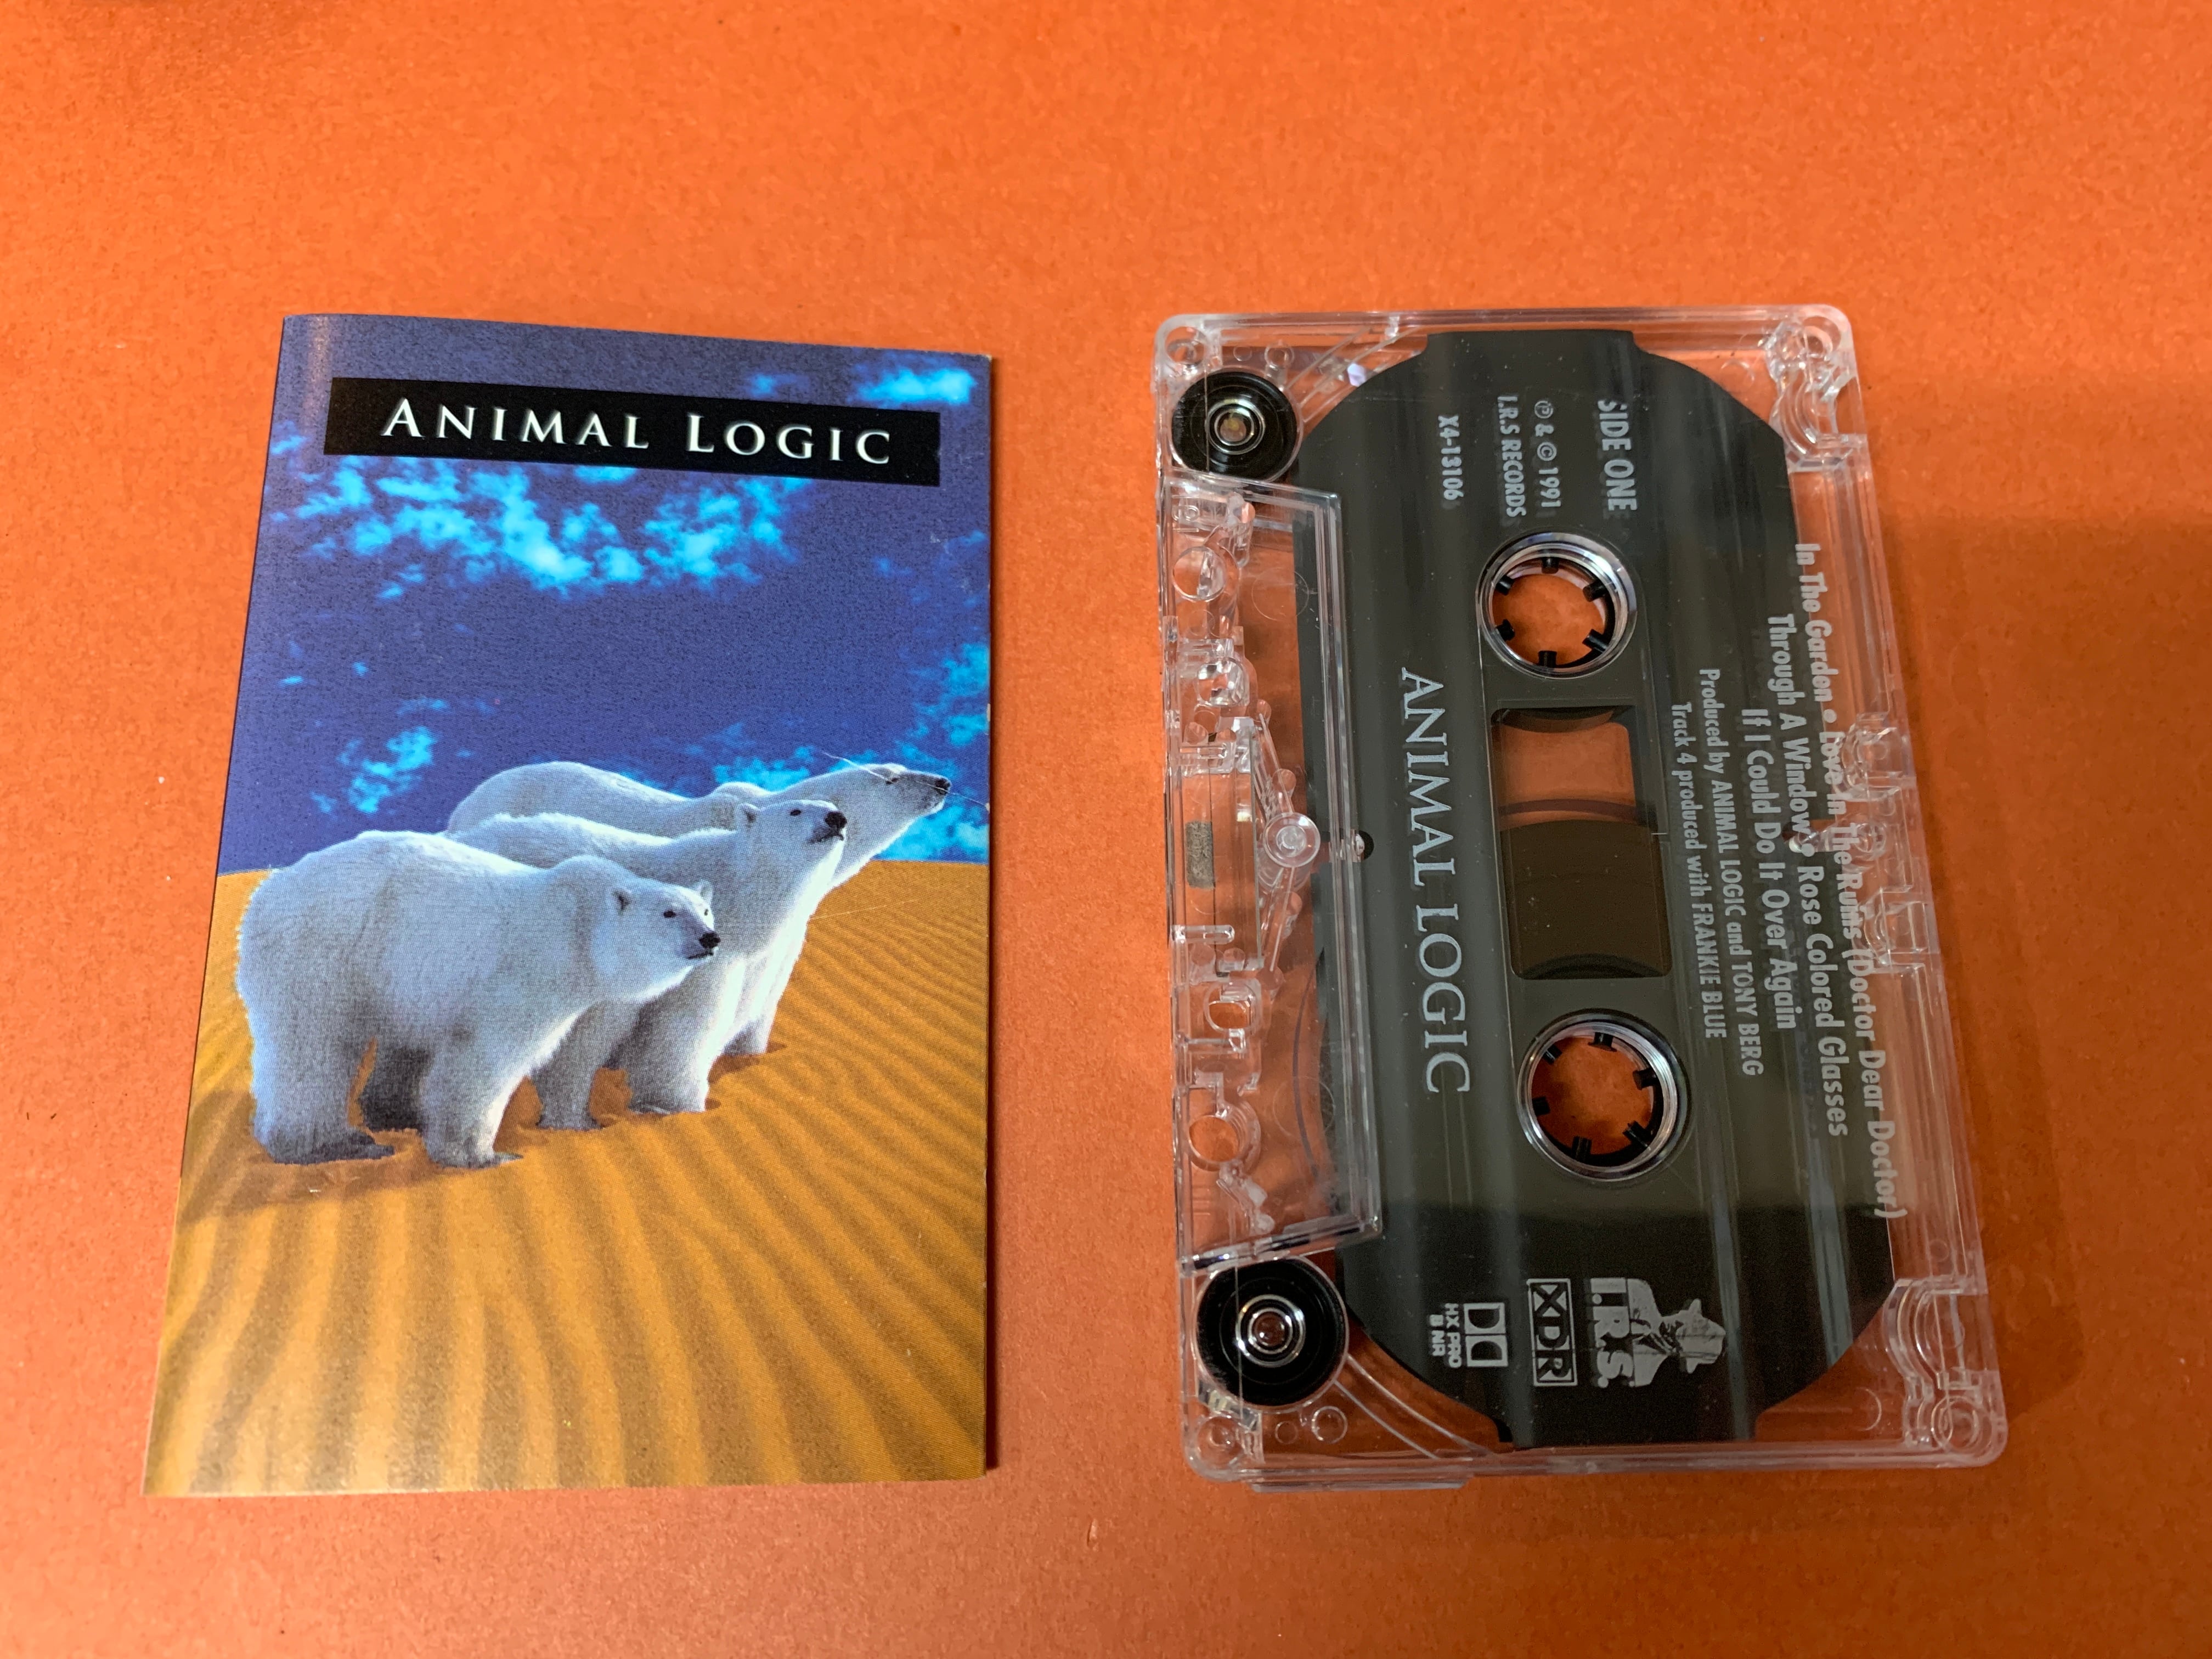 ANIMAL LOGIC
SIDE ONE
℗ & © 1991
I.R.S RECORDS
X4-13106
In The Garden • Love In The Ruins (Doctor Dear Doctor)
Through A Window • Rose Colored Glasses
If I Could Do It Over Again
Produced by ANIMAL LOGIC and TONY BERG
Track 4 produced with FRANKIE BLUE
ANIMAL LOGIC
I.R.S.
XDR
HX PRO
B NR